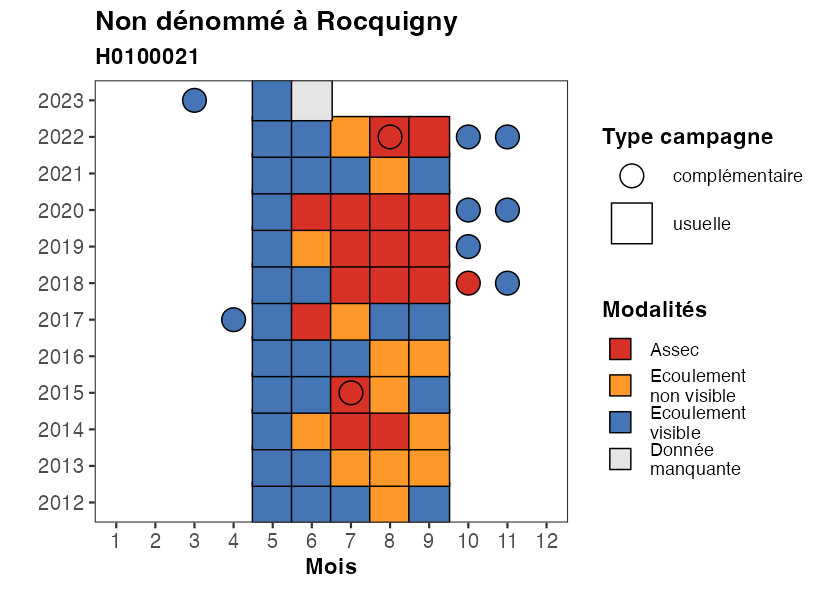 Non dénommé à Rocquigny
H0100021
2023
2022
2021
2020
2019
2018
2017
2016
2015
2014
2013
2012
1 2 3 4 5 6 7 8 9 10 11 12
Mois
Type campagne
complémentaire
usuelle
Modalités
Assec
Ecoulement
non visible
Ecoulement
visible
Donnée
manquante